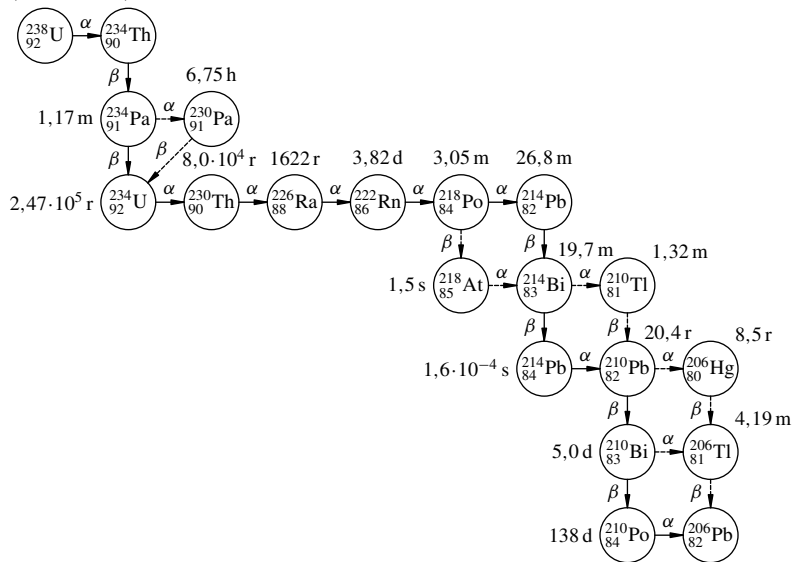 ²³⁸₉₂U α ²³⁴₉₀Th
β 6,75 h
1,17 m ²³⁴₉₁Pa α ²³⁰₉₁Pa
β β 8,0·10⁴ r 1622 r 3,82 d 3,05 m 26,8 m
2,47·10⁵ r ²³⁴₉₂U α ²³⁰₉₀Th α ²²⁶₈₈Ra α ²²²₈₆Rn α ²¹⁸₈₄Po α ²¹⁴₈₂Pb
β β 19,7 m 1,32 m
1,5 s ²¹⁸₈₅At α ²¹⁴₈₃Bi α ²¹⁰₈₁Tl
β β 20,4 r 8,5 r
1,6·10⁻⁴ s ²¹⁴₈₄Pb α ²¹⁰₈₂Pb α ²⁰⁶₈₀Hg
β β 4,19 m
5,0 d ²¹⁰₈₃Bi α ²⁰⁶₈₁Tl
β β
138 d ²¹⁰₈₄Po α ²⁰⁶₈₂Pb